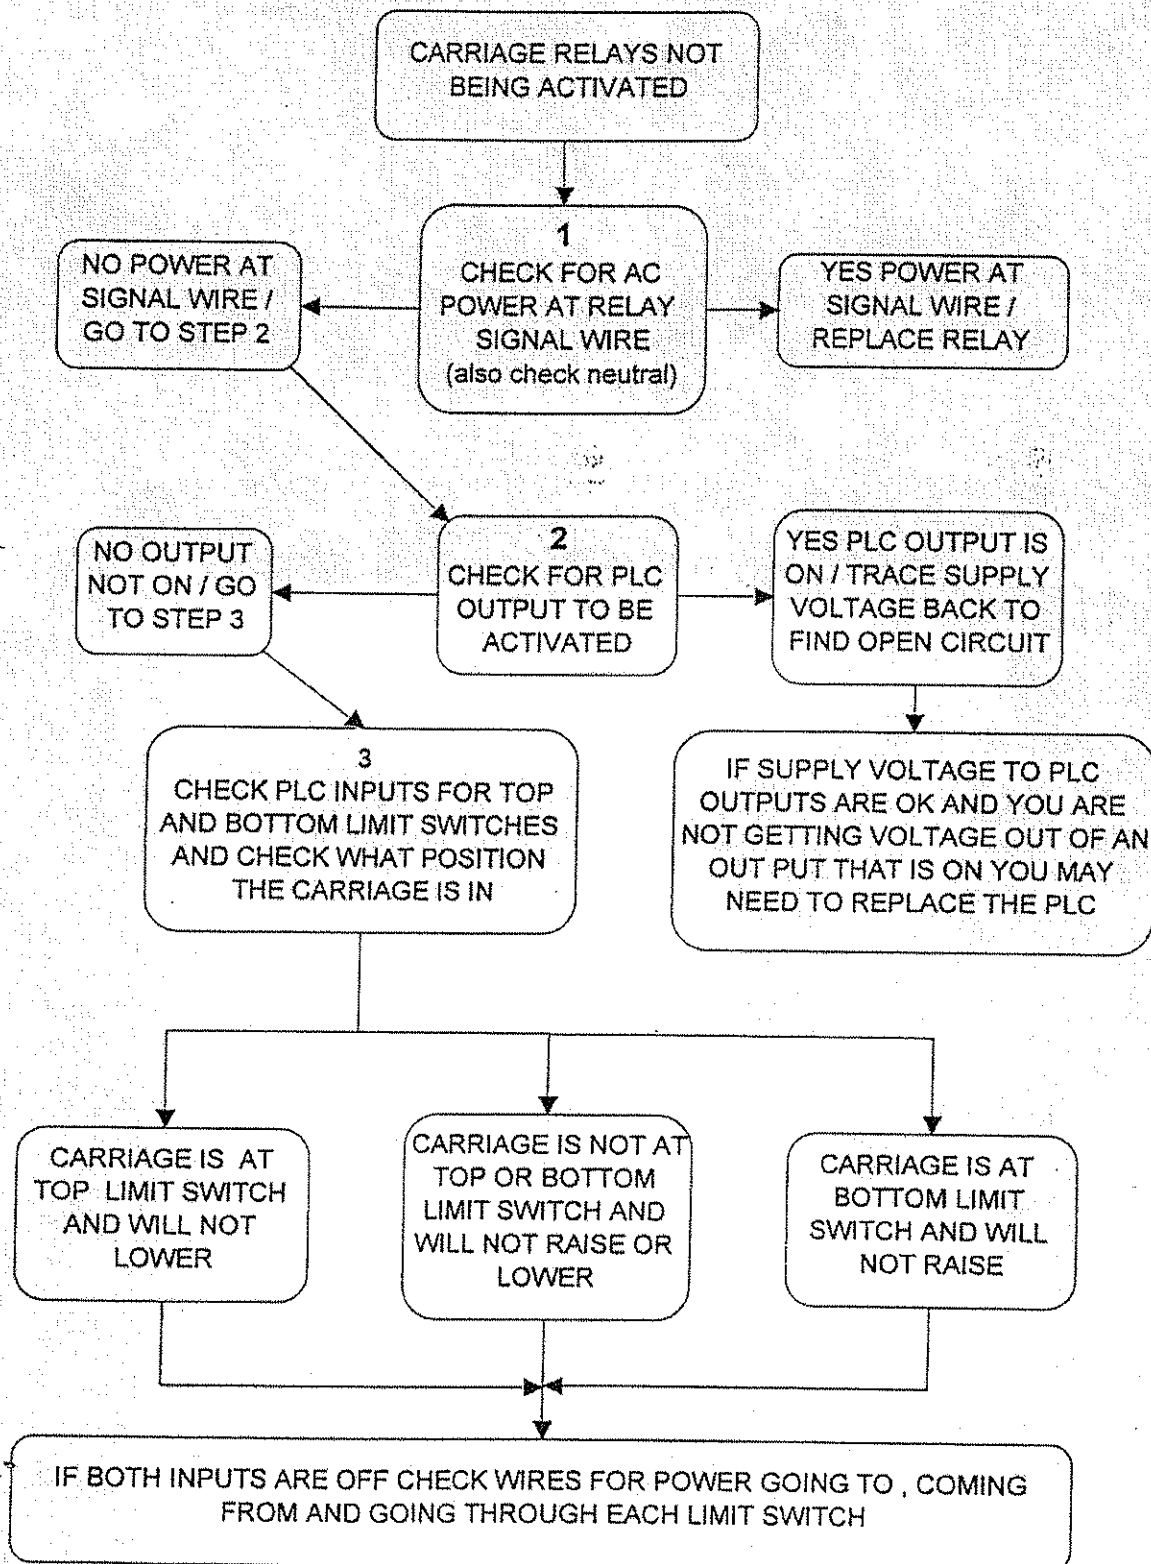 CARRIAGE RELAYS NOT
BEING ACTIVATED
1
CHECK FOR AC
POWER AT RELAY
SIGNAL WIRE
(also check neutral)
NO POWER AT
SIGNAL WIRE /
GO TO STEP 2
YES POWER AT
SIGNAL WIRE /
REPLACE RELAY
2
CHECK FOR PLC
OUTPUT TO BE
ACTIVATED
NO OUTPUT
NOT ON / GO
TO STEP 3
YES PLC OUTPUT IS
ON / TRACE SUPPLY
VOLTAGE BACK TO
FIND OPEN CIRCUIT
3
CHECK PLC INPUTS FOR TOP
AND BOTTOM LIMIT SWITCHES
AND CHECK WHAT POSITION
THE CARRIAGE IS IN
IF SUPPLY VOLTAGE TO PLC
OUTPUTS ARE OK AND YOU ARE
NOT GETTING VOLTAGE OUT OF AN
OUT PUT THAT IS ON YOU MAY
NEED TO REPLACE THE PLC
CARRIAGE IS AT
TOP LIMIT SWITCH
AND WILL NOT
LOWER
CARRIAGE IS NOT AT
TOP OR BOTTOM
LIMIT SWITCH AND
WILL NOT RAISE OR
LOWER
CARRIAGE IS AT
BOTTOM LIMIT
SWITCH AND WILL
NOT RAISE
IF BOTH INPUTS ARE OFF CHECK WIRES FOR POWER GOING TO , COMING
FROM AND GOING THROUGH EACH LIMIT SWITCH